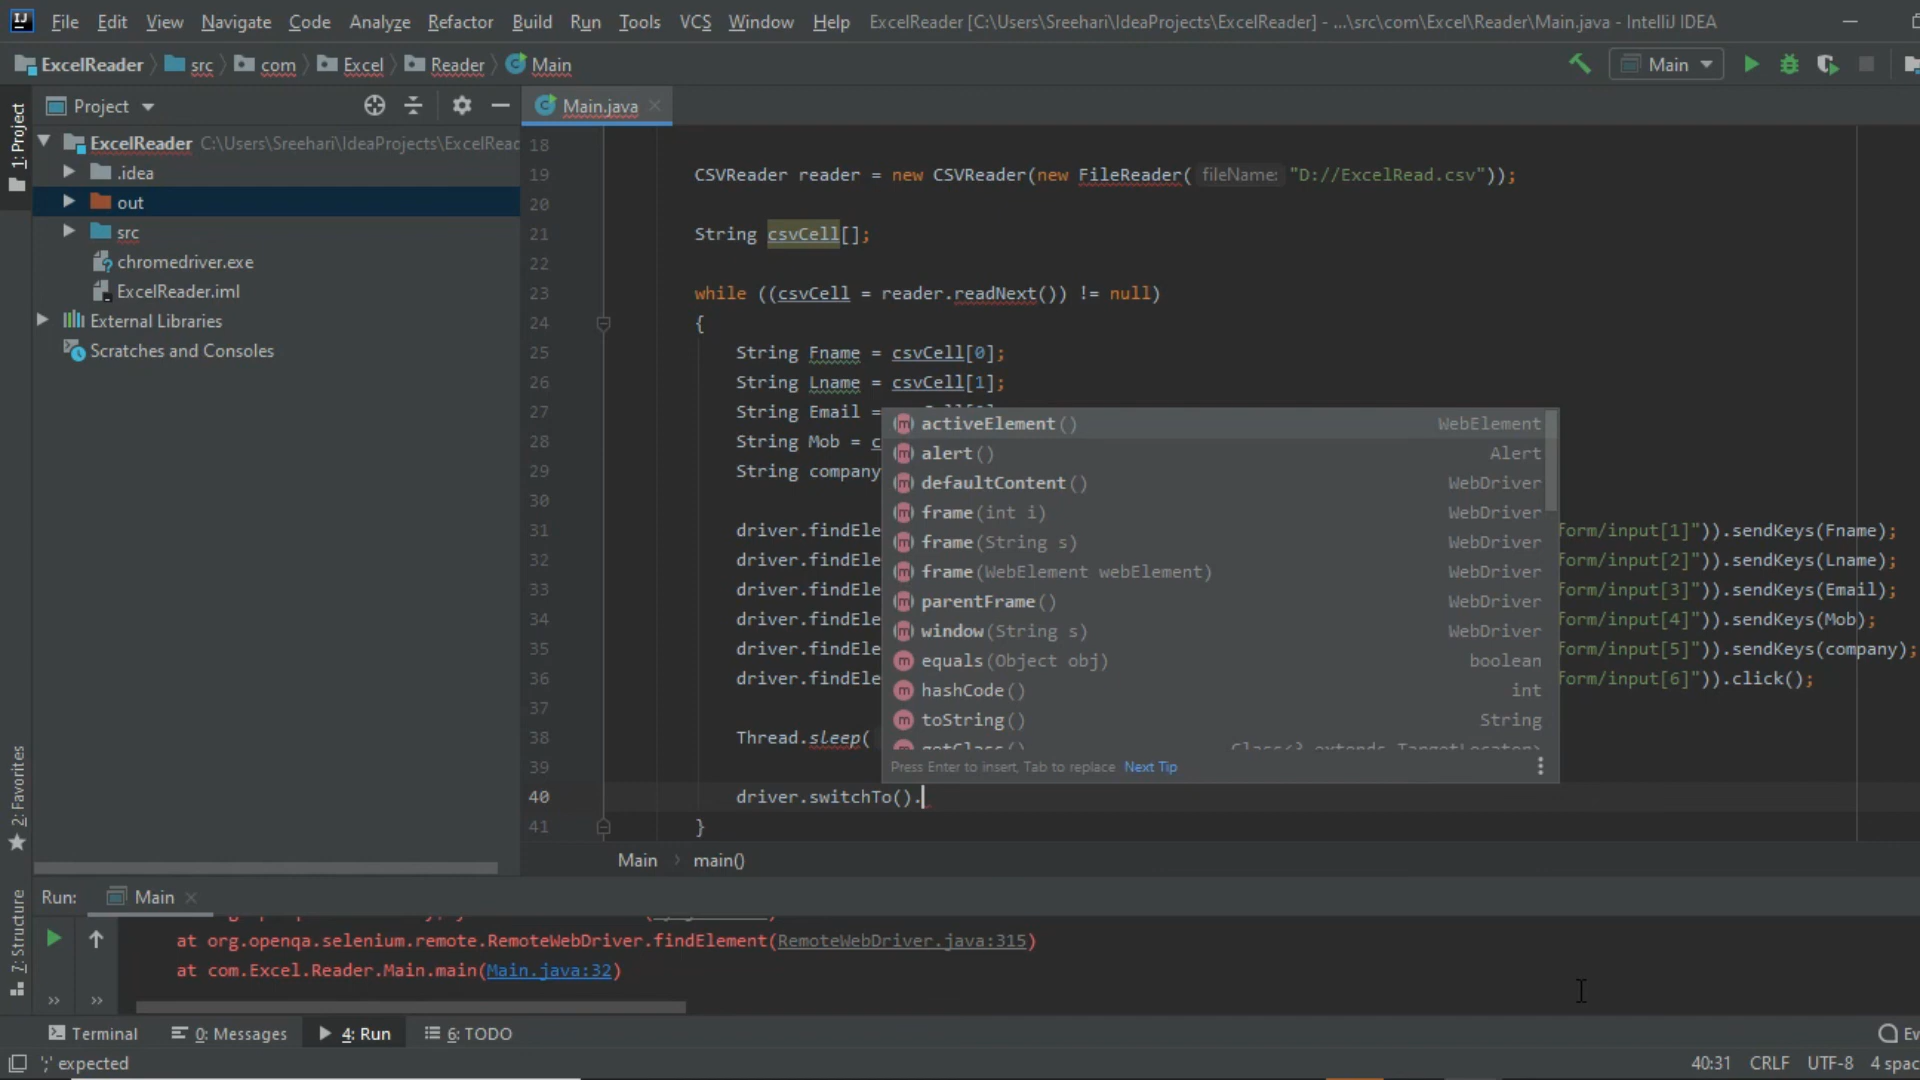 File Edit View Navigate Code Analyze Refactor Build Run Tools VCS Window Help ExcelReader [C:\Users\Sreehari\IdeaProjects\ExcelReader] - ...\src\com\Excel\Reader\Main.java - IntelliJ IDEA
ExcelReader src com Excel Reader Main Main
1: Project
Project
Main.java
ExcelReader C:\Users\Sreehari\IdeaProjects\ExcelReac
.idea
out
src
chromedriver.exe
ExcelReader.iml
External Libraries
Scratches and Consoles
18
19 CSVReader reader = new CSVReader(new FileReader( fileName: "D://ExcelRead.csv"));
20
21 String csvCell[];
22
23 while ((csvCell = reader.readNext()) != null)
24 {
25 String Fname = csvCell[0];
26 String Lname = csvCell[1];
27 String Email =
28 String Mob = c
29 String company
30
31 driver.findEle form/input[1]")).sendKeys(Fname);
32 driver.findEle form/input[2]")).sendKeys(Lname);
33 driver.findEle form/input[3]")).sendKeys(Email);
34 driver.findEle form/input[4]")).sendKeys(Mob);
35 driver.findEle form/input[5]")).sendKeys(company);
36 driver.findEle form/input[6]")).click();
37
38 Thread.sleep(
39
40 driver.switchTo().
41 }
activeElement() WebElement
alert() Alert
defaultContent() WebDriver
frame(int i) WebDriver
frame(String s) WebDriver
frame(WebElement webElement) WebDriver
parentFrame() WebDriver
window(String s) WebDriver
equals(Object obj) boolean
hashCode() int
toString() String
getClass() Class<? extends TargetLocator>
Press Enter to insert, Tab to replace Next Tip
Main main()
2: Favorites
7: Structure
Run: Main
at org.openqa.selenium.remote.RemoteWebDriver.findElement(RemoteWebDriver.java:315)
at com.Excel.Reader.Main.main(Main.java:32)
Terminal 0: Messages 4: Run 6: TODO Ev
';' expected 40:31 CRLF UTF-8 4 spac